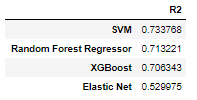 R2
SVM 0.733768
Random Forest Regressor 0.713221
XGBoost 0.706343
Elastic Net 0.529975